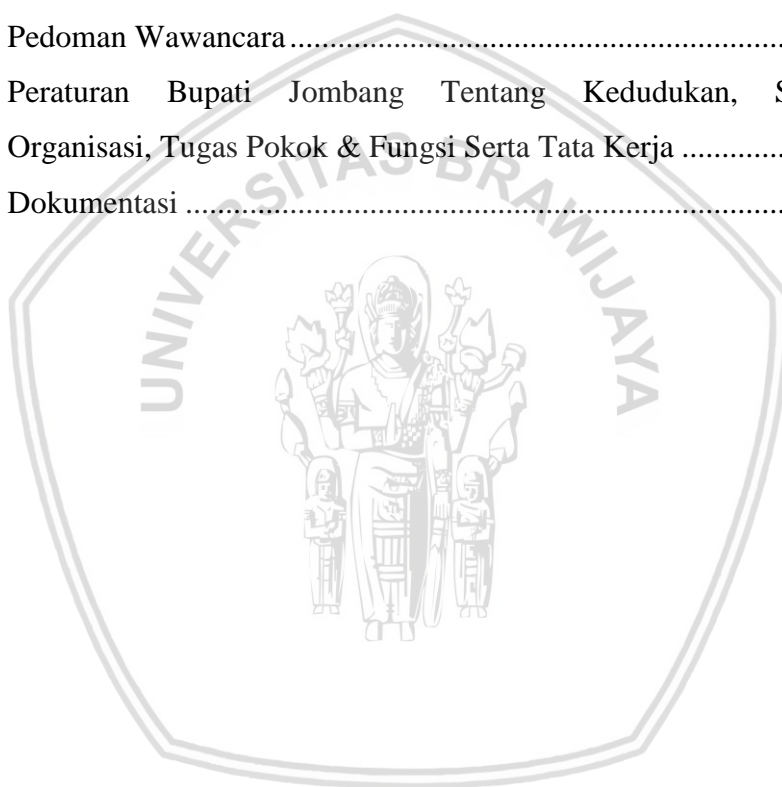 Pedoman Wawancara ....................................................................................
Peraturan Bupati Jombang Tentang Kedudukan, S
Organisasi, Tugas Pokok & Fungsi Serta Tata Kerja .................
Dokumentasi ..................................................................................................
UNIVERSITAS BRAWIJAYA